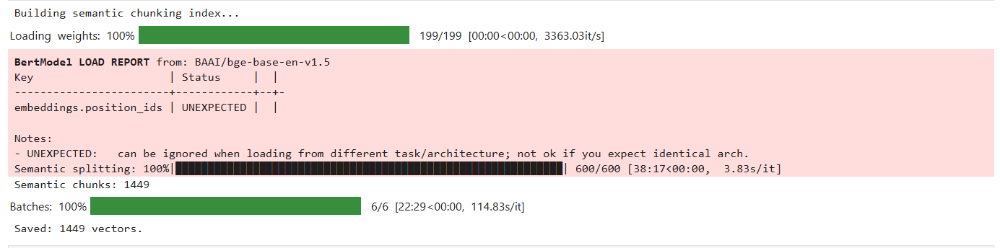 Building semantic chunking index...
Loading weights: 100% 199/199 [00:00<00:00, 3363.03it/s]
BertModel LOAD REPORT from: BAAI/bge-base-en-v1.5
Key                     | Status     |  |
------------------------+------------+--+-
embeddings.position_ids | UNEXPECTED |  |
Notes:
- UNEXPECTED:   can be ignored when loading from different task/architecture; not ok if you expect identical arch.
Semantic splitting: 100%|██████████| 600/600 [38:17<00:00,  3.83s/it]
Semantic chunks: 1449
Batches: 100% 6/6 [22:29<00:00, 114.83s/it]
Saved: 1449 vectors.